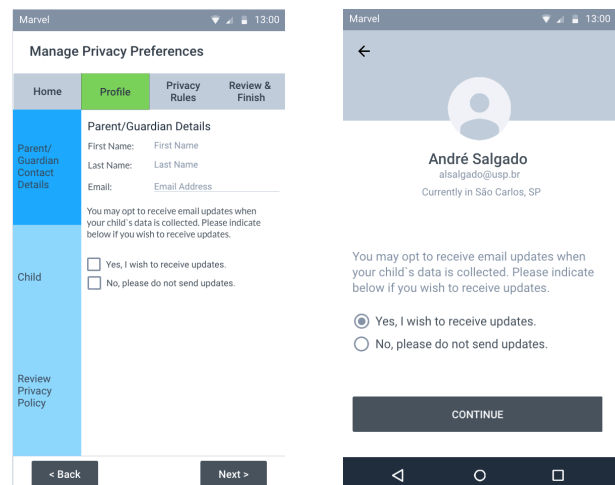 Marvel
13:00
Manage Privacy Preferences
Home
Profile
Privacy
Rules
Review &
Finish
Parent/
Guardian
Contact
Details
Child
Review
Privacy
Policy
Parent/Guardian Details
First Name: First Name
Last Name: Last Name
Email: Email Address
You may opt to receive email updates when
your child`s data is collected. Please indicate
below if you wish to receive updates.
Yes, I wish to receive updates.
No, please do not send updates.
< Back
Next >
Marvel
13:00
André Salgado
alsalgado@usp.br
Currently in São Carlos, SP
You may opt to receive email updates when
your child`s data is collected. Please indicate
below if you wish to receive updates.
Yes, I wish to receive updates.
No, please do not send updates.
CONTINUE